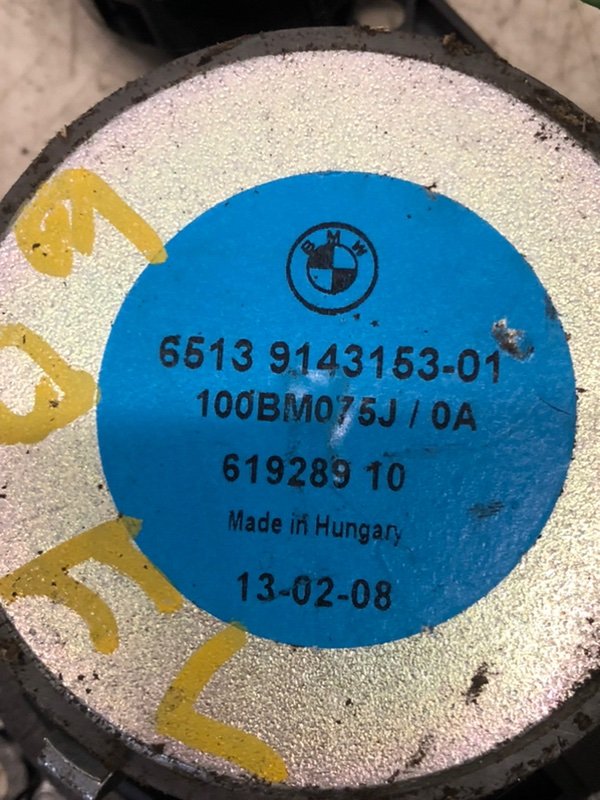 BMW
6513 9143153-01
100BM075J / 0A
619289 10
Made in Hungary
13-02-08